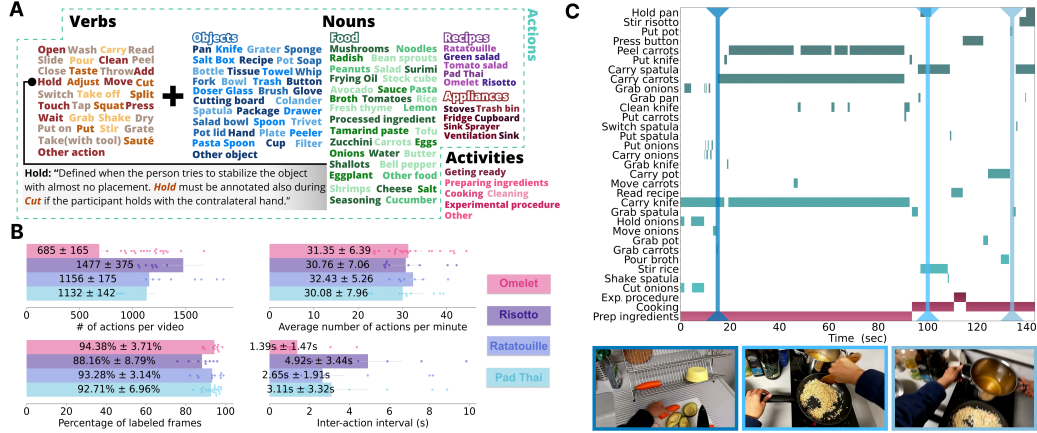 A
Verbs
Open Wash Carry Read
Slide Pour Clean Peel
Close Taste Throw Add
Hold Adjust Move Cut
Switch Take off Split
Touch Tap Squat Press
Wait Grab Shake Dry
Put on Put Stir Grate
Take(with tool) Sauté
Other action
+
Nouns
Objects
Pan Knife Grater Sponge
Salt Box Recipe Pot Soap
Bottle Tissue Towel Whip
Fork Bowl Trash Button
Doser Glass Brush Glove
Cutting board Colander
Spatula Package Drawer
Salad bowl Spoon Trivet
Pot lid Hand Plate Peeler
Pasta Spoon Cup Filter
Other object
Food
Mushrooms Noodles
Radish Bean sprouts
Peanuts Salad Surimi
Frying Oil Stock cube
Avocado Sauce Pasta
Broth Tomatoes Rice
Fresh thyme Lemon
Processed ingredient
Tamarind paste Tofu
Zucchini Carrots Eggs
Onions Water Butter
Shallots Bell pepper
Eggplant Other food
Shrimps Cheese Salt
Seasoning Cucumber
Recipes
Ratatouille
Green salad
Tomato salad
Pad Thai
Omelet Risotto
Appliances
Stoves Trash bin
Fridge Cupboard
Sink Sprayer
Ventilation Sink
Actions
Hold: “Defined when the person tries to stabilize the object
with almost no placement. Hold must be annotated also during
Cut if the participant holds with the contralateral hand.”
Activities
Geting ready
Preparing ingredients
Cooking Cleaning
Experimental procedure
Other
B
685 ± 165
1477 ± 375
1156 ± 175
1132 ± 142
0 500 1000 1500
# of actions per video
31.35 ± 6.39
30.76 ± 7.06
32.43 ± 5.26
30.08 ± 7.96
0 10 20 30 40
Average number of actions per minute
94.38% ± 3.71%
88.16% ± 8.79%
93.28% ± 3.14%
92.71% ± 6.96%
0 20 40 60 80 100
Percentage of labeled frames
1.39s ± 1.47s
4.92s ± 3.44s
2.65s ± 1.91s
3.11s ± 3.32s
0 2 4 6 8 10
Inter-action interval (s)
Omelet
Risotto
Ratatouille
Pad Thai
C
Hold pan
Stir risotto
Put pot
Press button
Peel carrots
Put knife
Carry spatula
Carry carrots
Grab onions
Grab pan
Clean knife
Put carrots
Switch spatula
Put spatula
Put onions
Carry onions
Grab knife
Carry pot
Move carrots
Read recipe
Carry knife
Grab spatula
Hold onions
Move onions
Grab pot
Grab carrots
Pour broth
Stir rice
Shake spatula
Cut onions
Exp. procedure
Cooking
Prep ingredients
0 20 40 60 80 100 120 140
Time (sec)